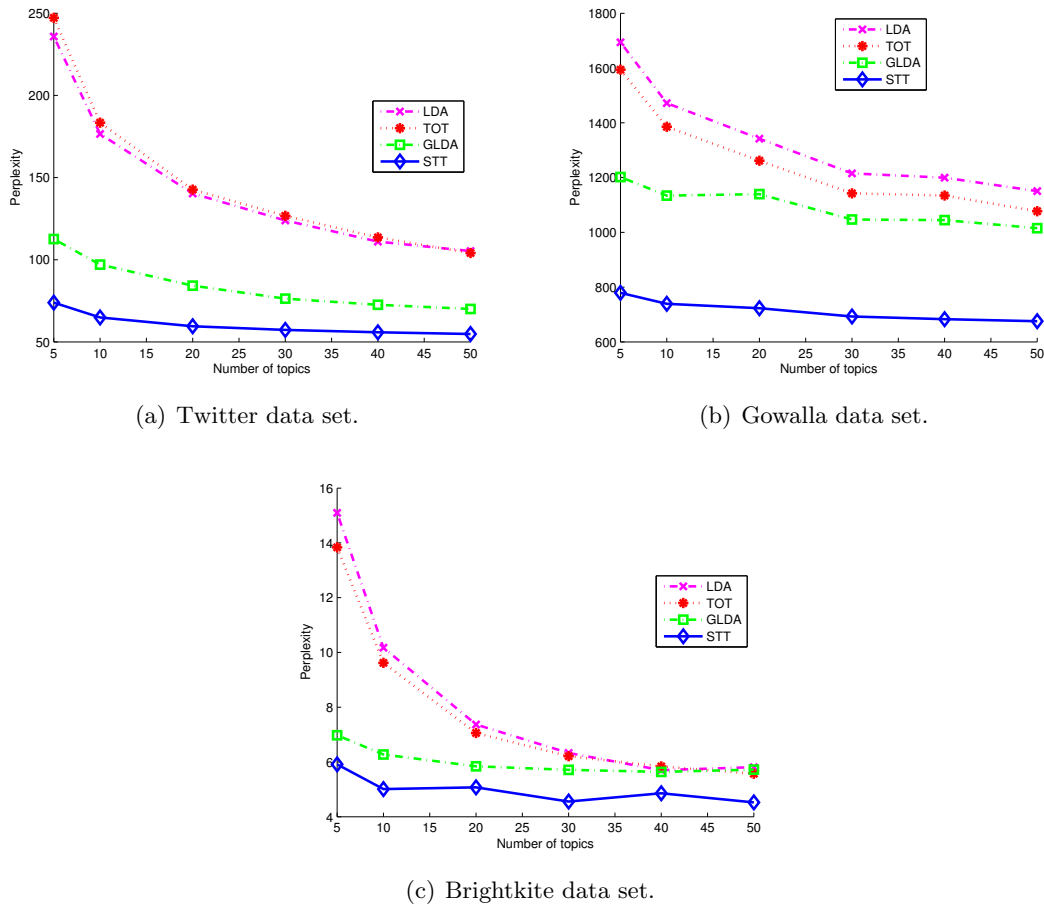 250
200
150
100
50
Perplexity
5 10 15 20 25 30 35 40 45 50
Number of topics
LDA
TOT
GLDA
STT
(a) Twitter data set.
1800
1600
1400
1200
1000
800
600
Perplexity
5 10 15 20 25 30 35 40 45 50
Number of topics
LDA
TOT
GLDA
STT
(b) Gowalla data set.
16
14
12
10
8
6
4
Perplexity
5 10 15 20 25 30 35 40 45 50
Number of topics
LDA
TOT
GLDA
STT
(c) Brightkite data set.